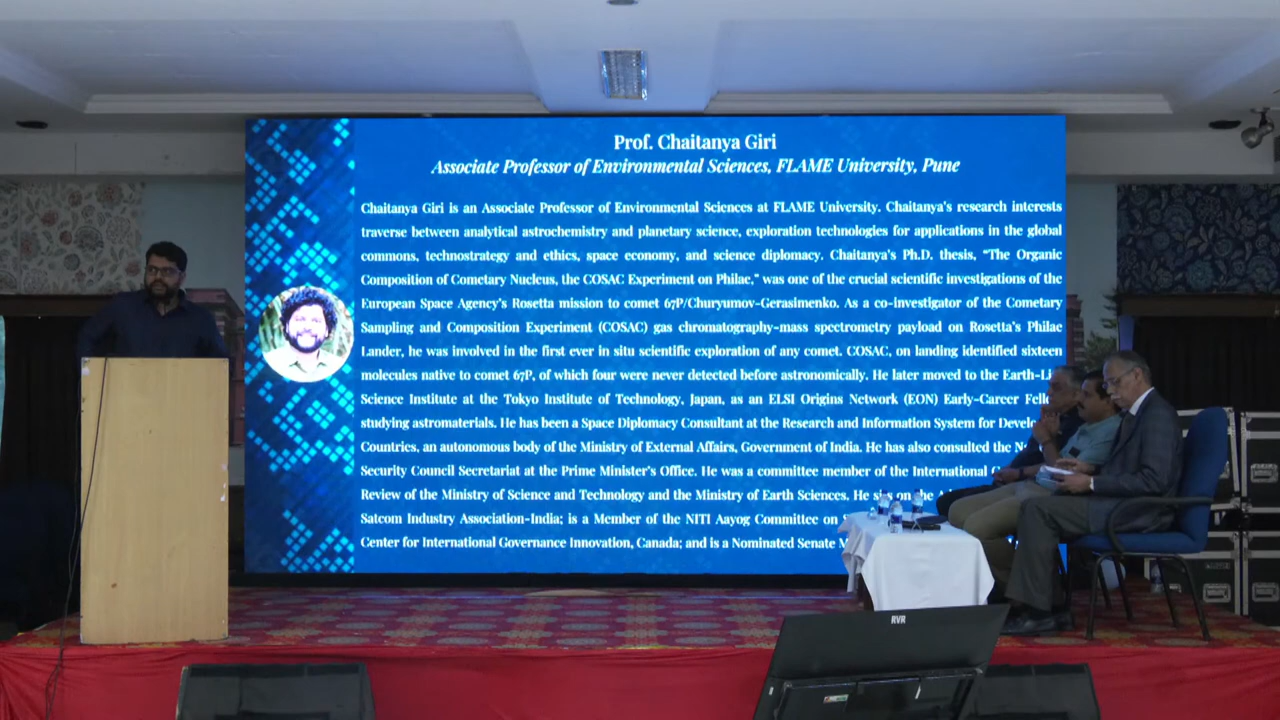 Prof. Chaitanya Giri
Associate Professor of Environmental Sciences, FLAME University, Pune
Chaitanya Giri is an Associate Professor of Environmental Sciences at FLAME University. Chaitanya's research interests
traverse between analytical astrochemistry and planetary science, exploration technologies for applications in the global
commons, technostrategy and ethics, space economy, and science diplomacy. Chaitanya's Ph.D. thesis, "The Organic
Composition of Cometary Nucleus, the COSAC Experiment on Philae," was one of the crucial scientific investigations of the
European Space Agency's Rosetta mission to comet 67P/Churyumov-Gerasimenko. As a co-investigator of the Cometary
Sampling and Composition Experiment (COSAC) gas chromatography-mass spectrometry payload on Rosetta's Philae
Lander, he was involved in the first ever in situ scientific exploration of any comet. COSAC, on landing identified sixteen
molecules native to comet 67P, of which four were never detected before astronomically. He later moved to the Earth-Li
Science Institute at the Tokyo Institute of Technology, Japan, as an ELSI Origins Network (EON) Early-Career Fello
studying astromaterials. He has been a Space Diplomacy Consultant at the Research and Information System for Develo
Countries, an autonomous body of the Ministry of External Affairs, Government of India. He has also consulted the
Security Council Secretariat at the Prime Minister's Office. He was a committee member of the International
Review of the Ministry of Science and Technology and the Ministry of Earth Sciences. He sits on the
Satcom Industry Association-India; is a Member of the NITI Aayog Committee on
Center for International Governance Innovation, Canada; and is a Nominated Senate
RVR